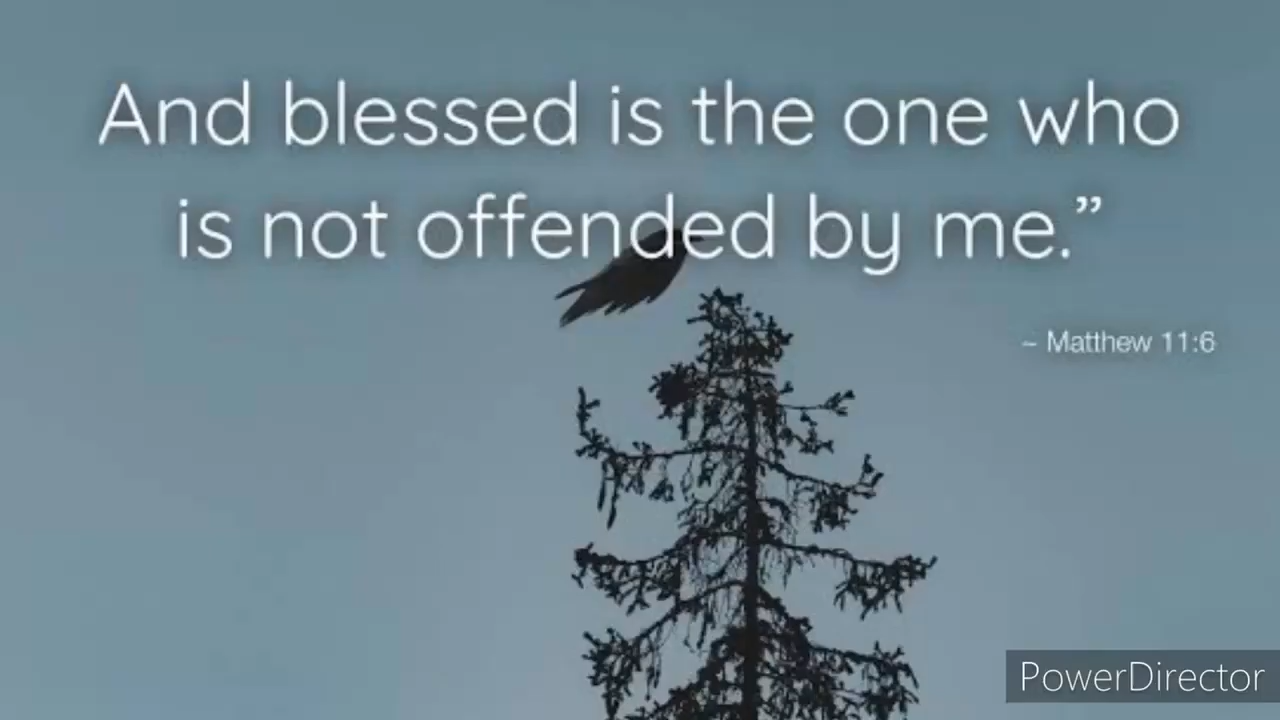 And blessed is the one who
is not offended by me.”
~ Matthew 11:6
PowerDirector